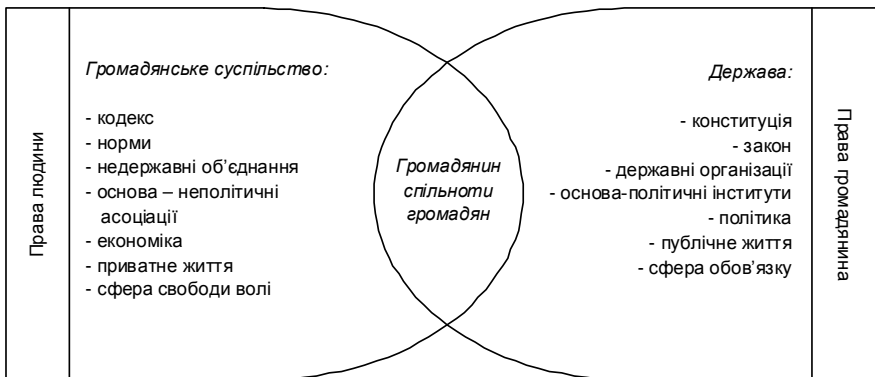 Права людини
Громадянське суспільство:
- кодекс
- норми
- недержавні об’єднання
- основа – неполітичні
асоціації
- економіка
- приватне життя
- сфера свободи волі
Громадянин
спільноти
громадян
Держава:
- конституція
- закон
- державні організації
- основа-політичні інститути
- політика
- публічне життя
- сфера обов’язку
Права громадянина